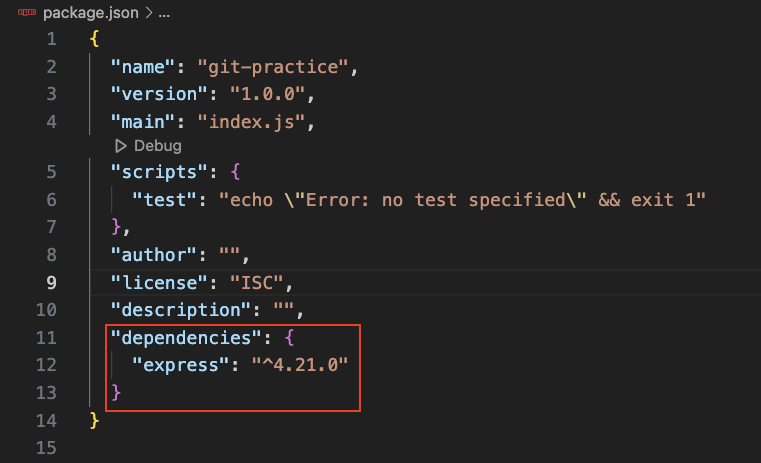 package.json > ...
1 {
2 "name": "git-practice",
3 "version": "1.0.0",
4 "main": "index.js",
Debug
5 "scripts": {
6 "test": "echo \"Error: no test specified\" && exit 1"
7 },
8 "author": "",
9 "license": "ISC",
10 "description": "",
11 "dependencies": {
12 "express": "^4.21.0"
13 }
14 }
15